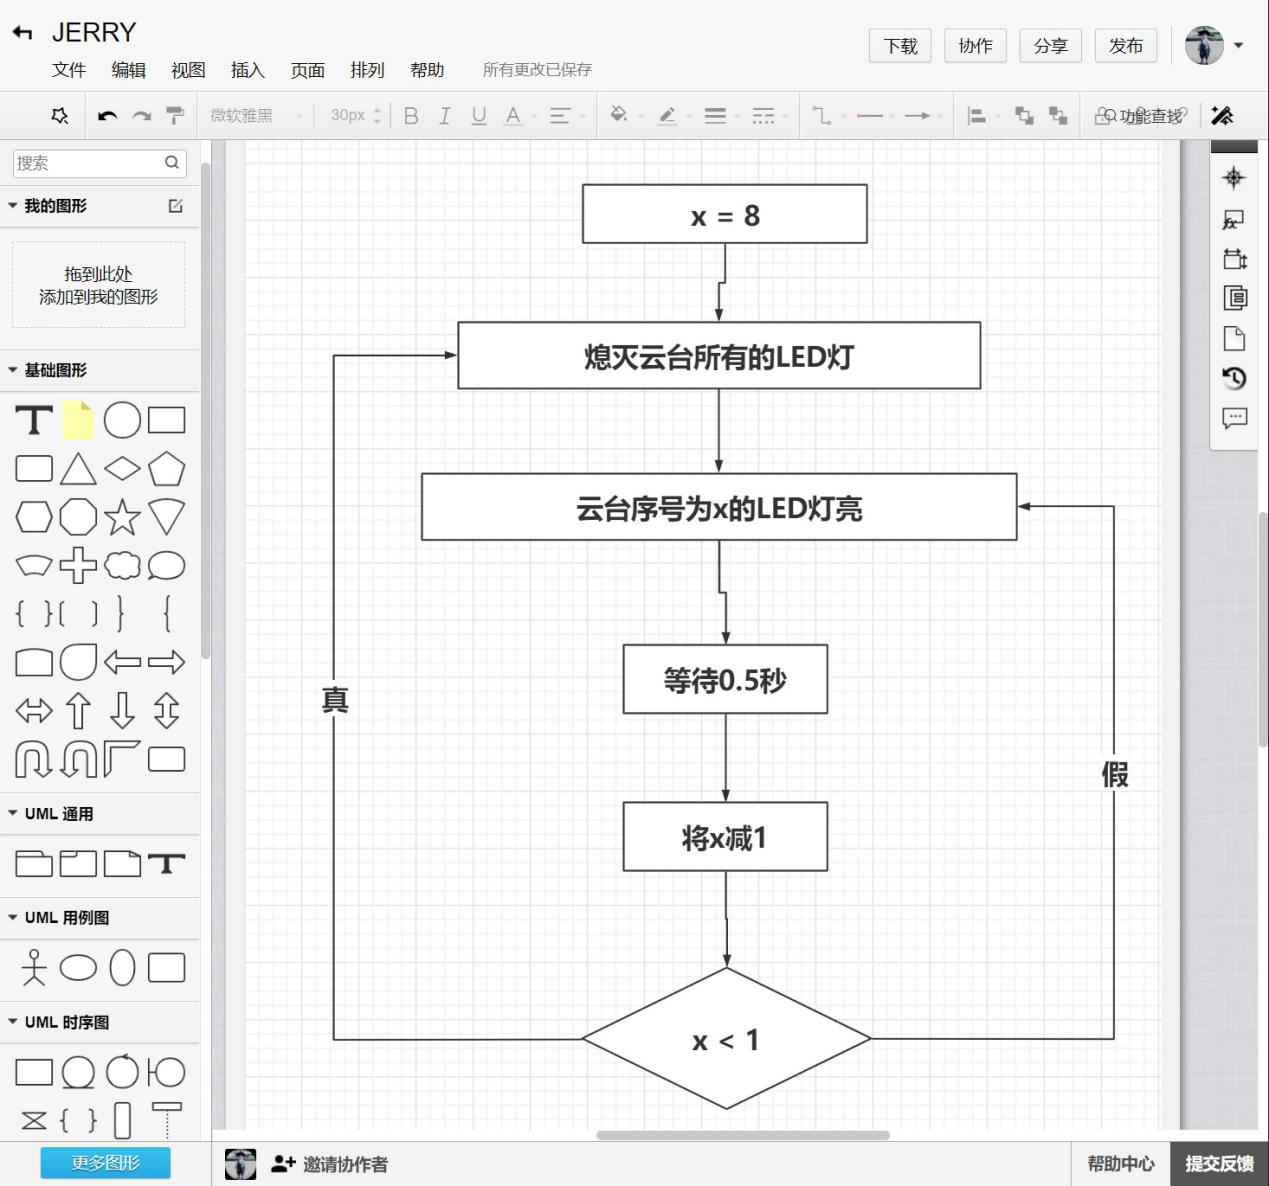 JERRY
文件 编辑 视图 插入 页面 排列 帮助 所有更改已保存
下载 协作 分享 发布
微软雅黑 30px B I U A
功能查找
搜索
我的图形
拖到此处
添加到我的图形
基础图形
UML 通用
UML 用例图
UML 时序图
更多图形
x = 8
熄灭云台所有的LED灯
云台序号为x的LED灯亮
等待0.5秒
真
假
将x减1
x < 1
fx
邀请协作者
帮助中心
提交反馈